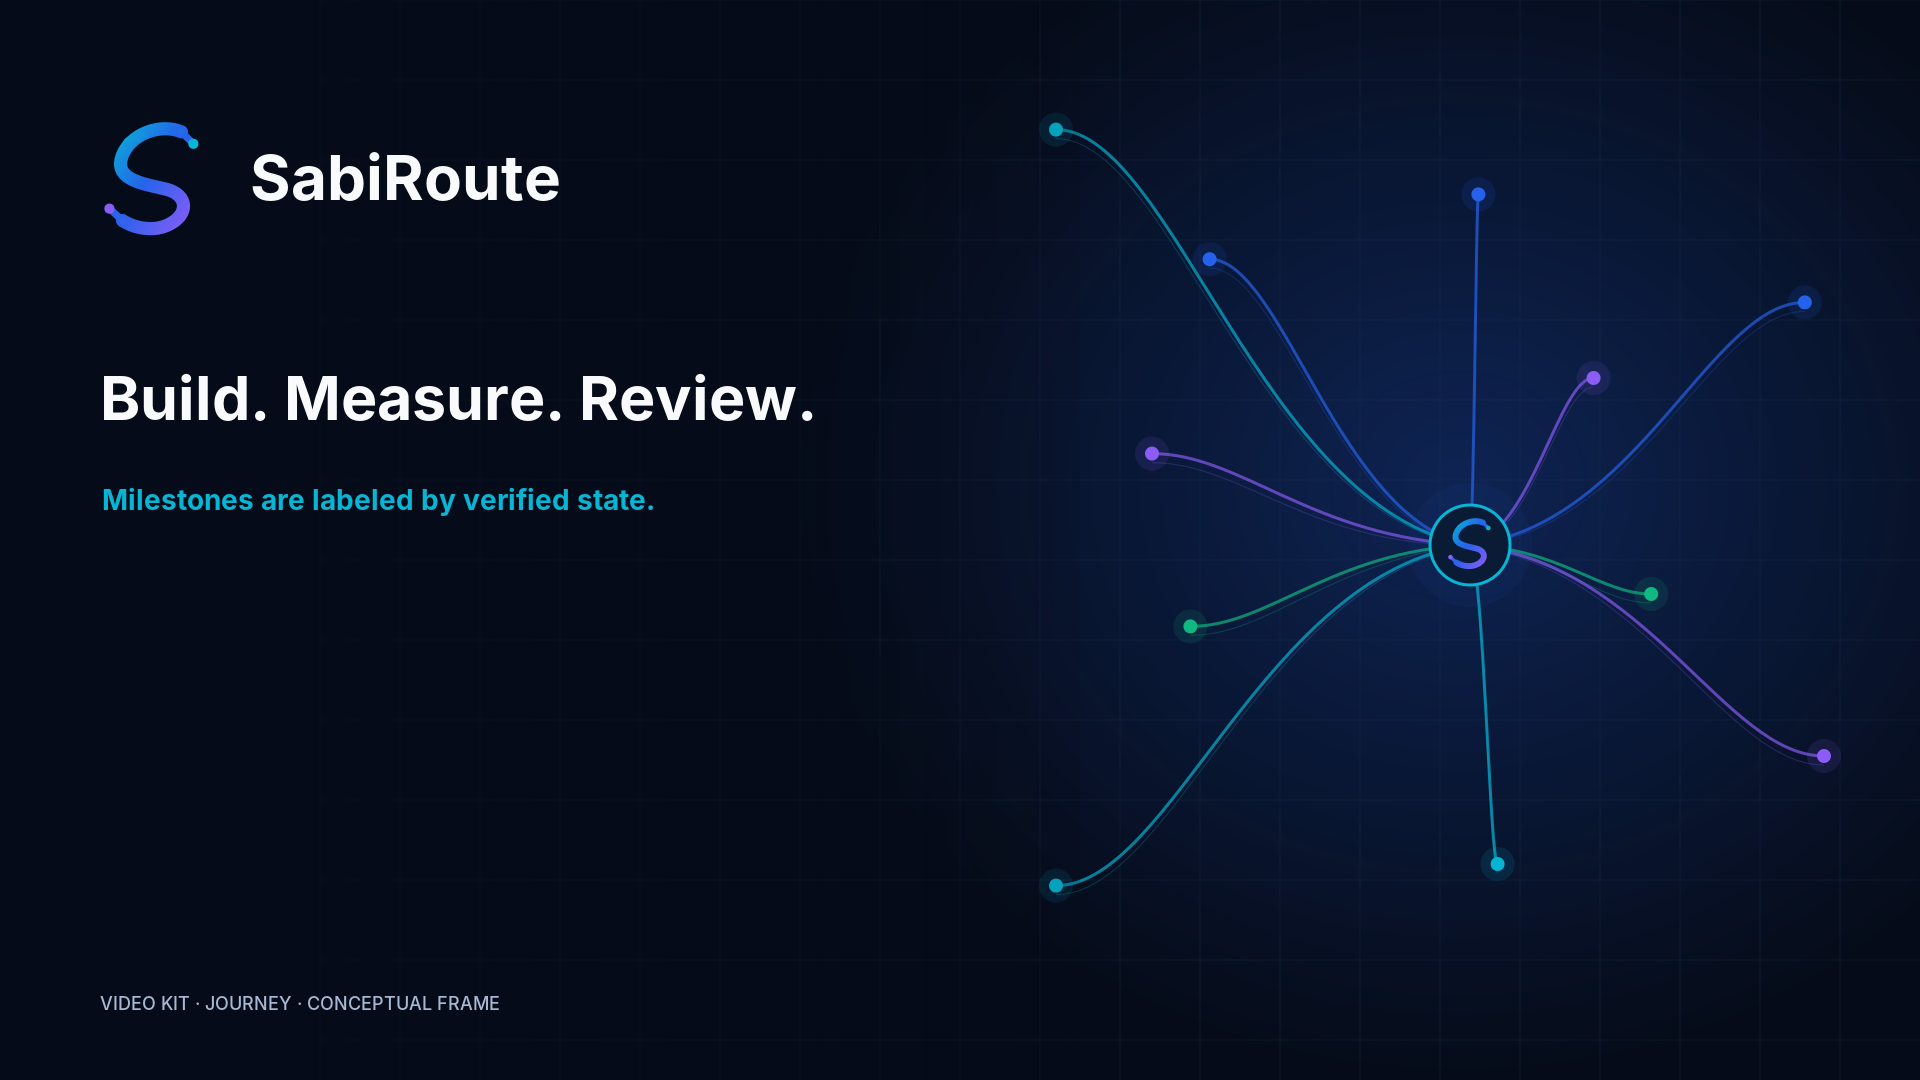 SabiRoute
Build. Measure. Review.
Milestones are labeled by verified state.
VIDEO KIT · JOURNEY · CONCEPTUAL FRAME